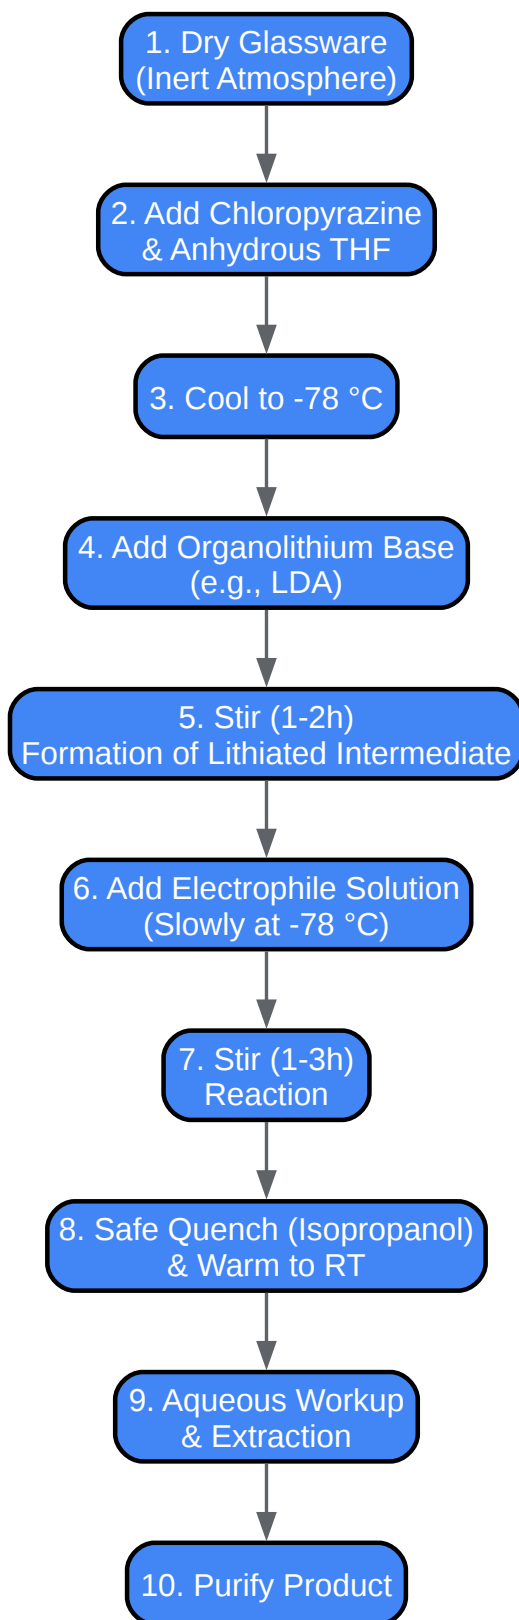 1. Dry Glassware
(Inert Atmosphere)
2. Add Chloropyrazine
& Anhydrous THF
3. Cool to -78 °C
4. Add Organolithium Base
(e.g., LDA)
5. Stir (1-2h)
Formation of Lithiated Intermediate
6. Add Electrophile Solution
(Slowly at -78 °C)
7. Stir (1-3h)
Reaction
8. Safe Quench (Isopropanol)
& Warm to RT
9. Aqueous Workup
& Extraction
10. Purify Product